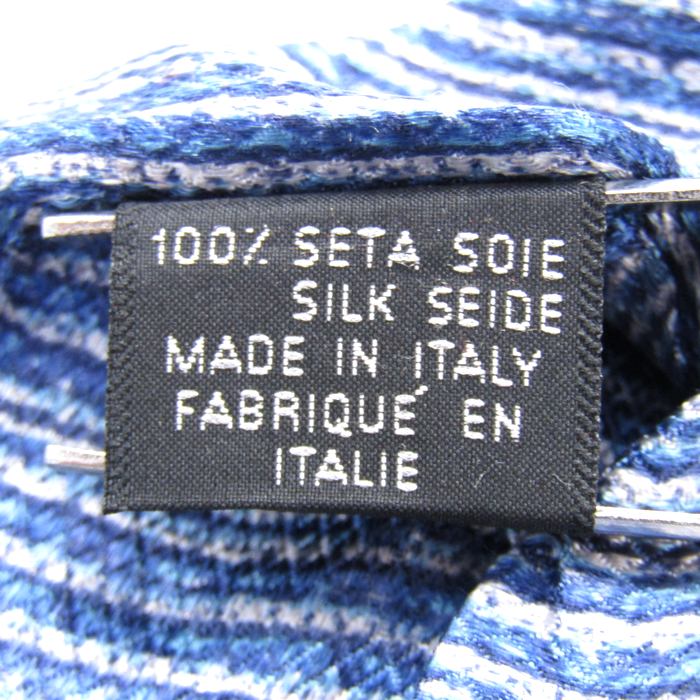 100% SETA SOIE
SILK SEIDE
MADE IN ITALY
FABRIQUÉ EN
ITALIE